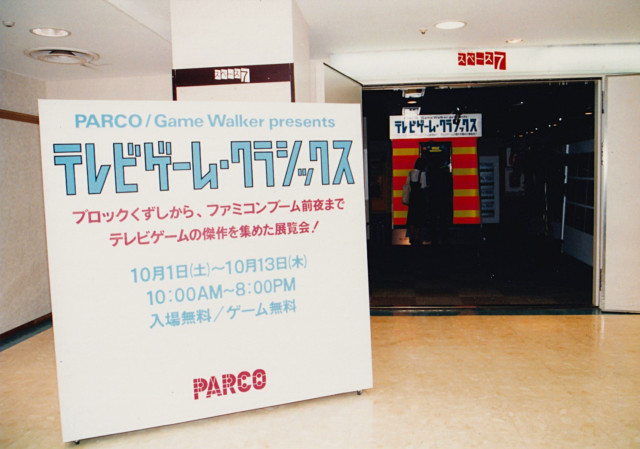 PARCO / Game Walker presents
テレビゲーム・クラシックス
ブロックくずしから、ファミコンブーム前夜まで
テレビゲームの傑作を集めた展覧会!
10月1日(土)〜10月13日(木)
10:00AM〜8:00PM
入場無料/ゲーム無料
PARCO
スペース7
スペース7
テレビゲーム・クラシックス